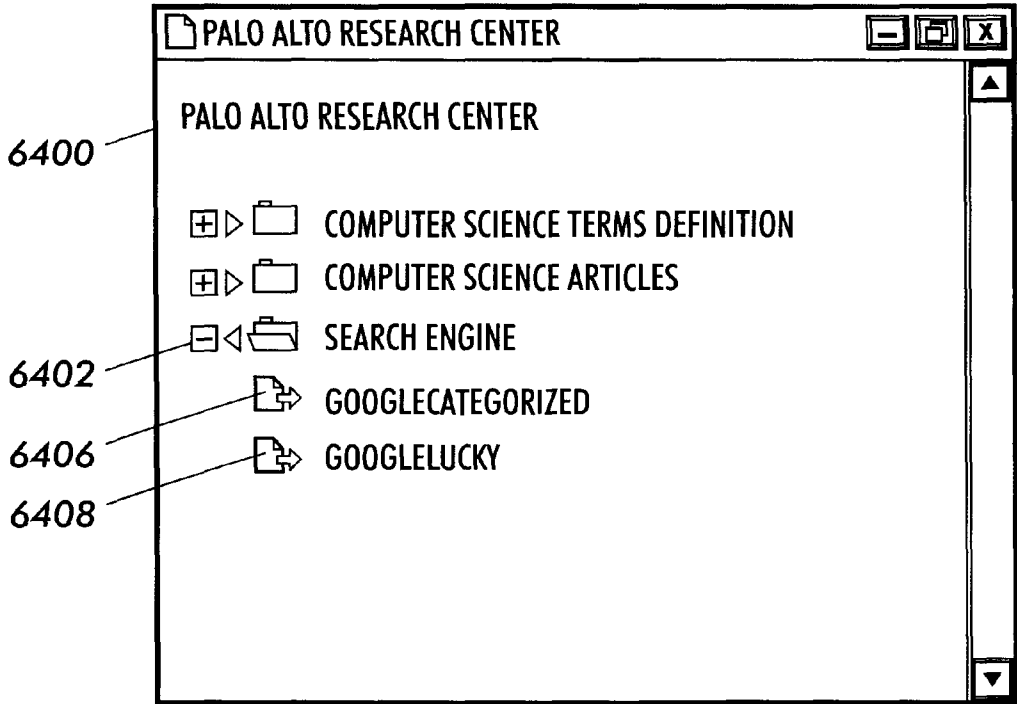 PALO ALTO RESEARCH CENTER
X
PALO ALTO RESEARCH CENTER
6400
COMPUTER SCIENCE TERMS DEFINITION
COMPUTER SCIENCE ARTICLES
SEARCH ENGINE
6402
GOOGLECATEGORIZED
6406
GOOGLELUCKY
6408